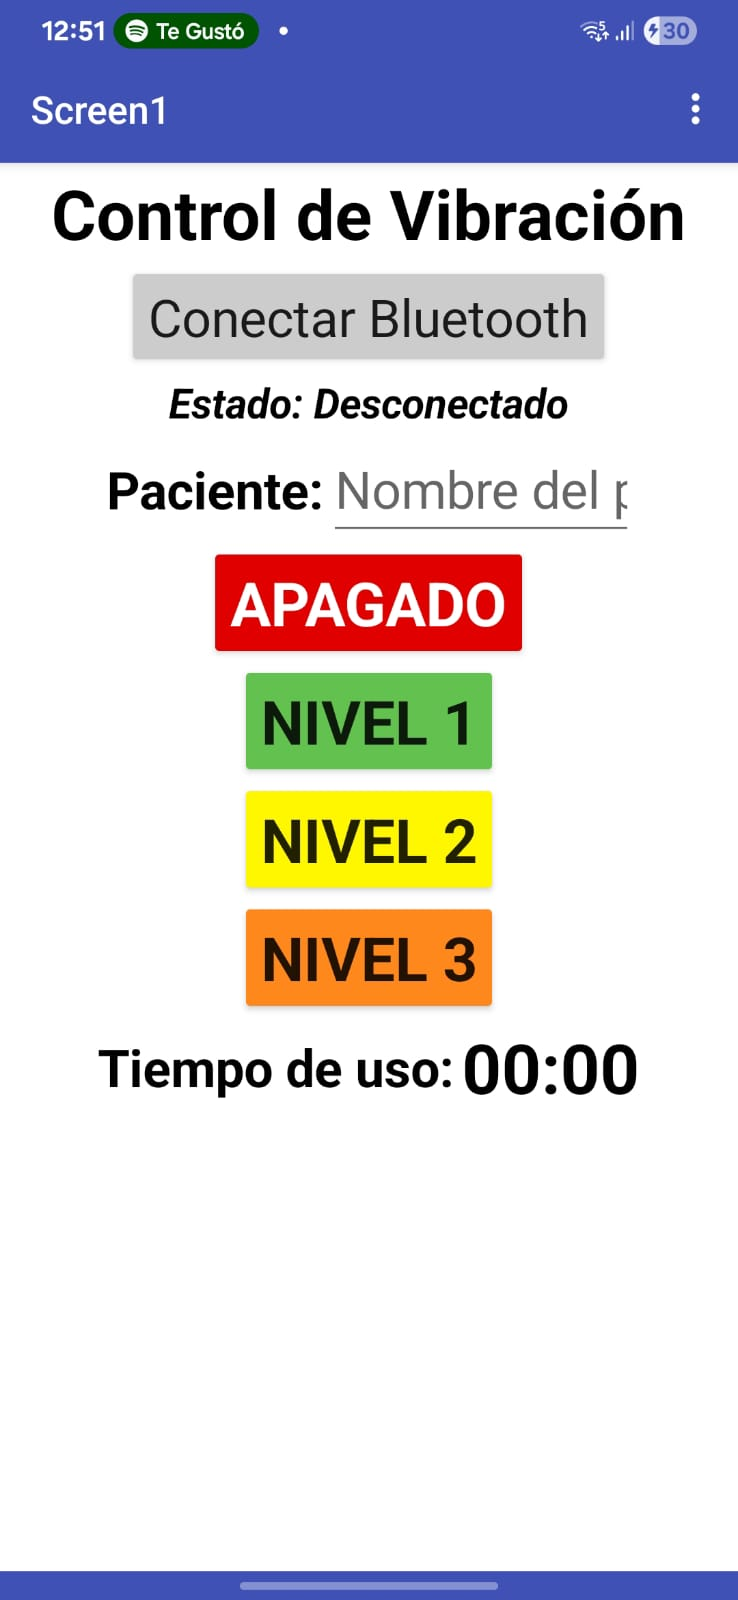 12:51 Te Gustó 5 30
Screen1
Control de Vibración
Conectar Bluetooth
Estado: Desconectado
Paciente: Nombre del p
APAGADO
NIVEL 1
NIVEL 2
NIVEL 3
Tiempo de uso: 00:00